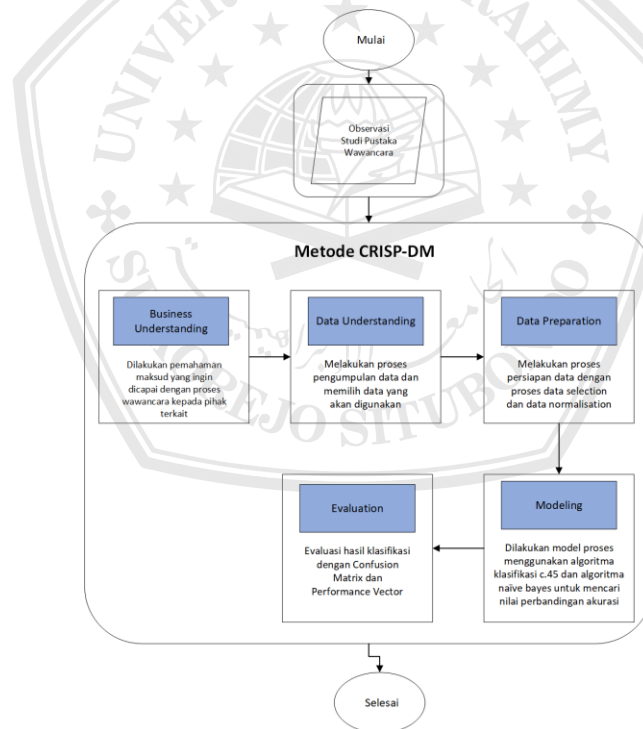 Mulai
Observasi
Studi Pustaka
Wawancara
Metode CRISP-DM
Business
Understanding
Dilakukan pemahaman
maksud yang ingin
dicapai dengan proses
wawancara kepada pihak
terkait
Data Understanding
Melakukan proses
pengumpulan data dan
memilih data yang
akan digunakan
Data Preparation
Melakukan proses
persiapan data dengan
proses data selection
dan data normalisation
Modeling
Dilakukan model proses
menggunakan algoritma
klasifikasi c.45 dan algoritma
naïve bayes untuk mencari
nilai perbandingan akurasi
Evaluation
Evaluasi hasil klasifikasi
dengan Confusion
Matrix dan
Performance Vector
Selesai